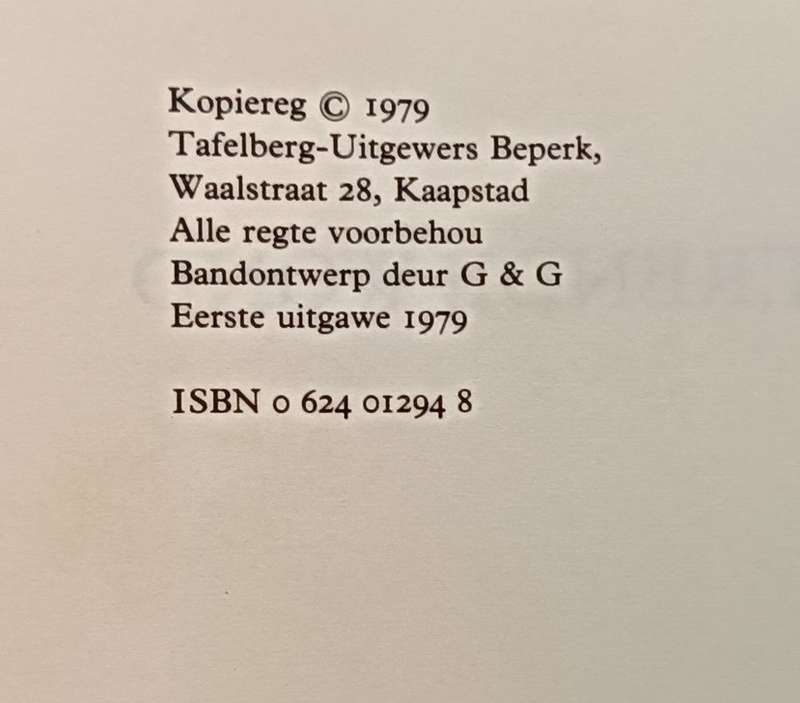 Kopiereg © 1979
Tafelberg-Uitgewers Beperk,
Waalstraat 28, Kaapstad
Alle regte voorbehou
Bandontwerp deur G & G
Eerste uitgawe 1979
ISBN 0 624 01294 8